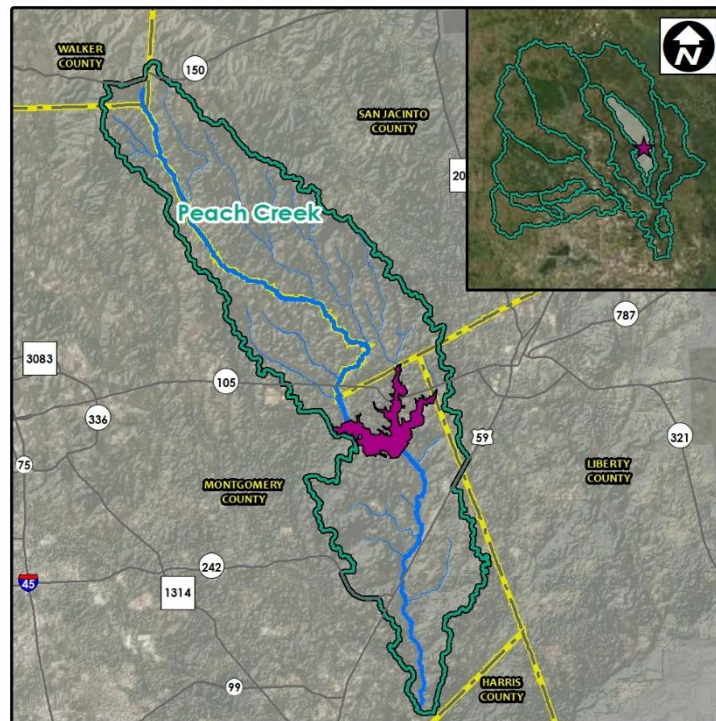 WALKER
COUNTY
150
SAN JACINTO
COUNTY
N
20
Peach Creek
787
3083
105
336
59
321
75
LIBERTY
COUNTY
MONTGOMERY
COUNTY
242
45
1314
99
HARRIS
COUNTY